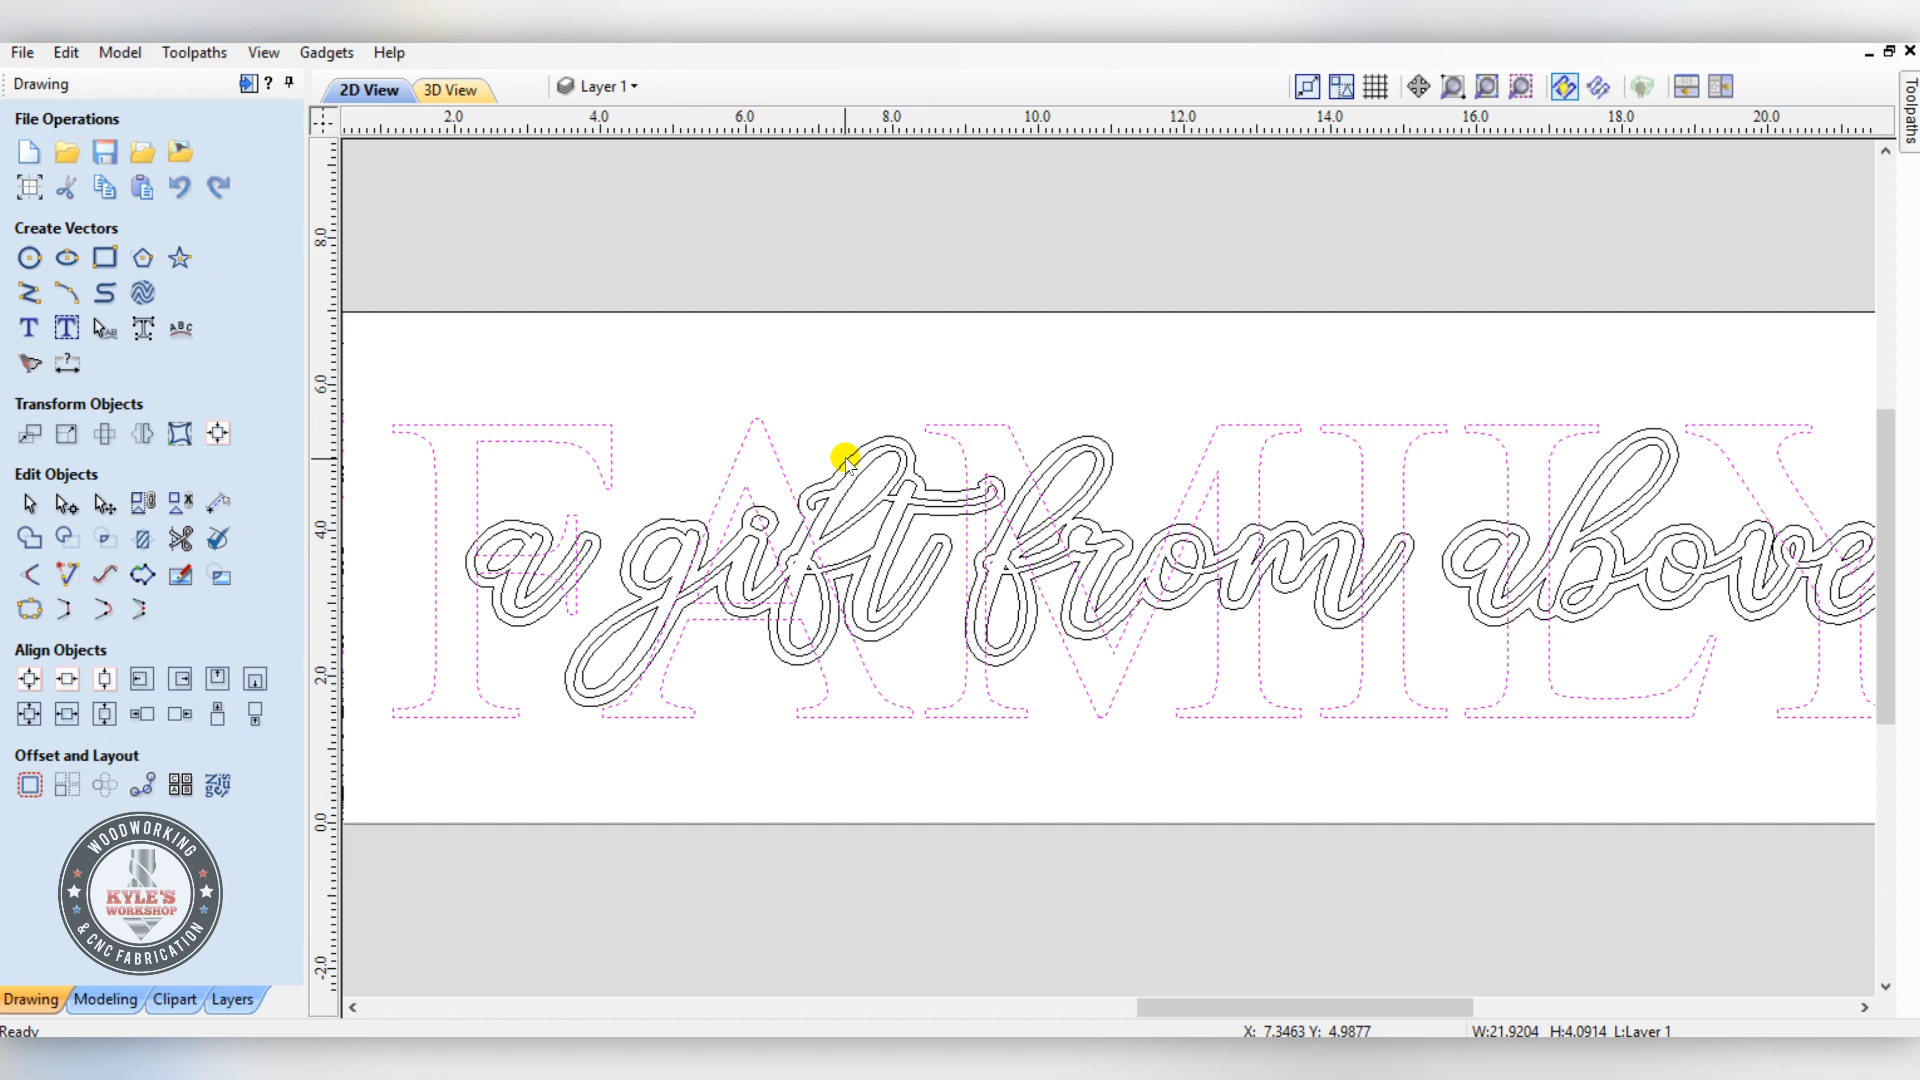 File Edit Model Toolpaths View Gadgets Help
Drawing ?
2D View 3D View Layer 1
Toolpaths
File Operations
2.0 4.0 6.0 8.0 10.0 12.0 14.0 16.0 18.0 20.0
Create Vectors
8.0
6.0
4.0
2.0
0.0
-2.0
T T AB T ABC
?
Transform Objects
Edit Objects
FAMILY
a gift from above
Align Objects
Offset and Layout
WOODWORKING
KYLE'S
WORKSHOP
& CNC FABRICATION
Drawing Modeling Clipart Layers
Ready X: 7.3463 Y: 4.9877 W:21.9204 H:4.0914 L:Layer 1